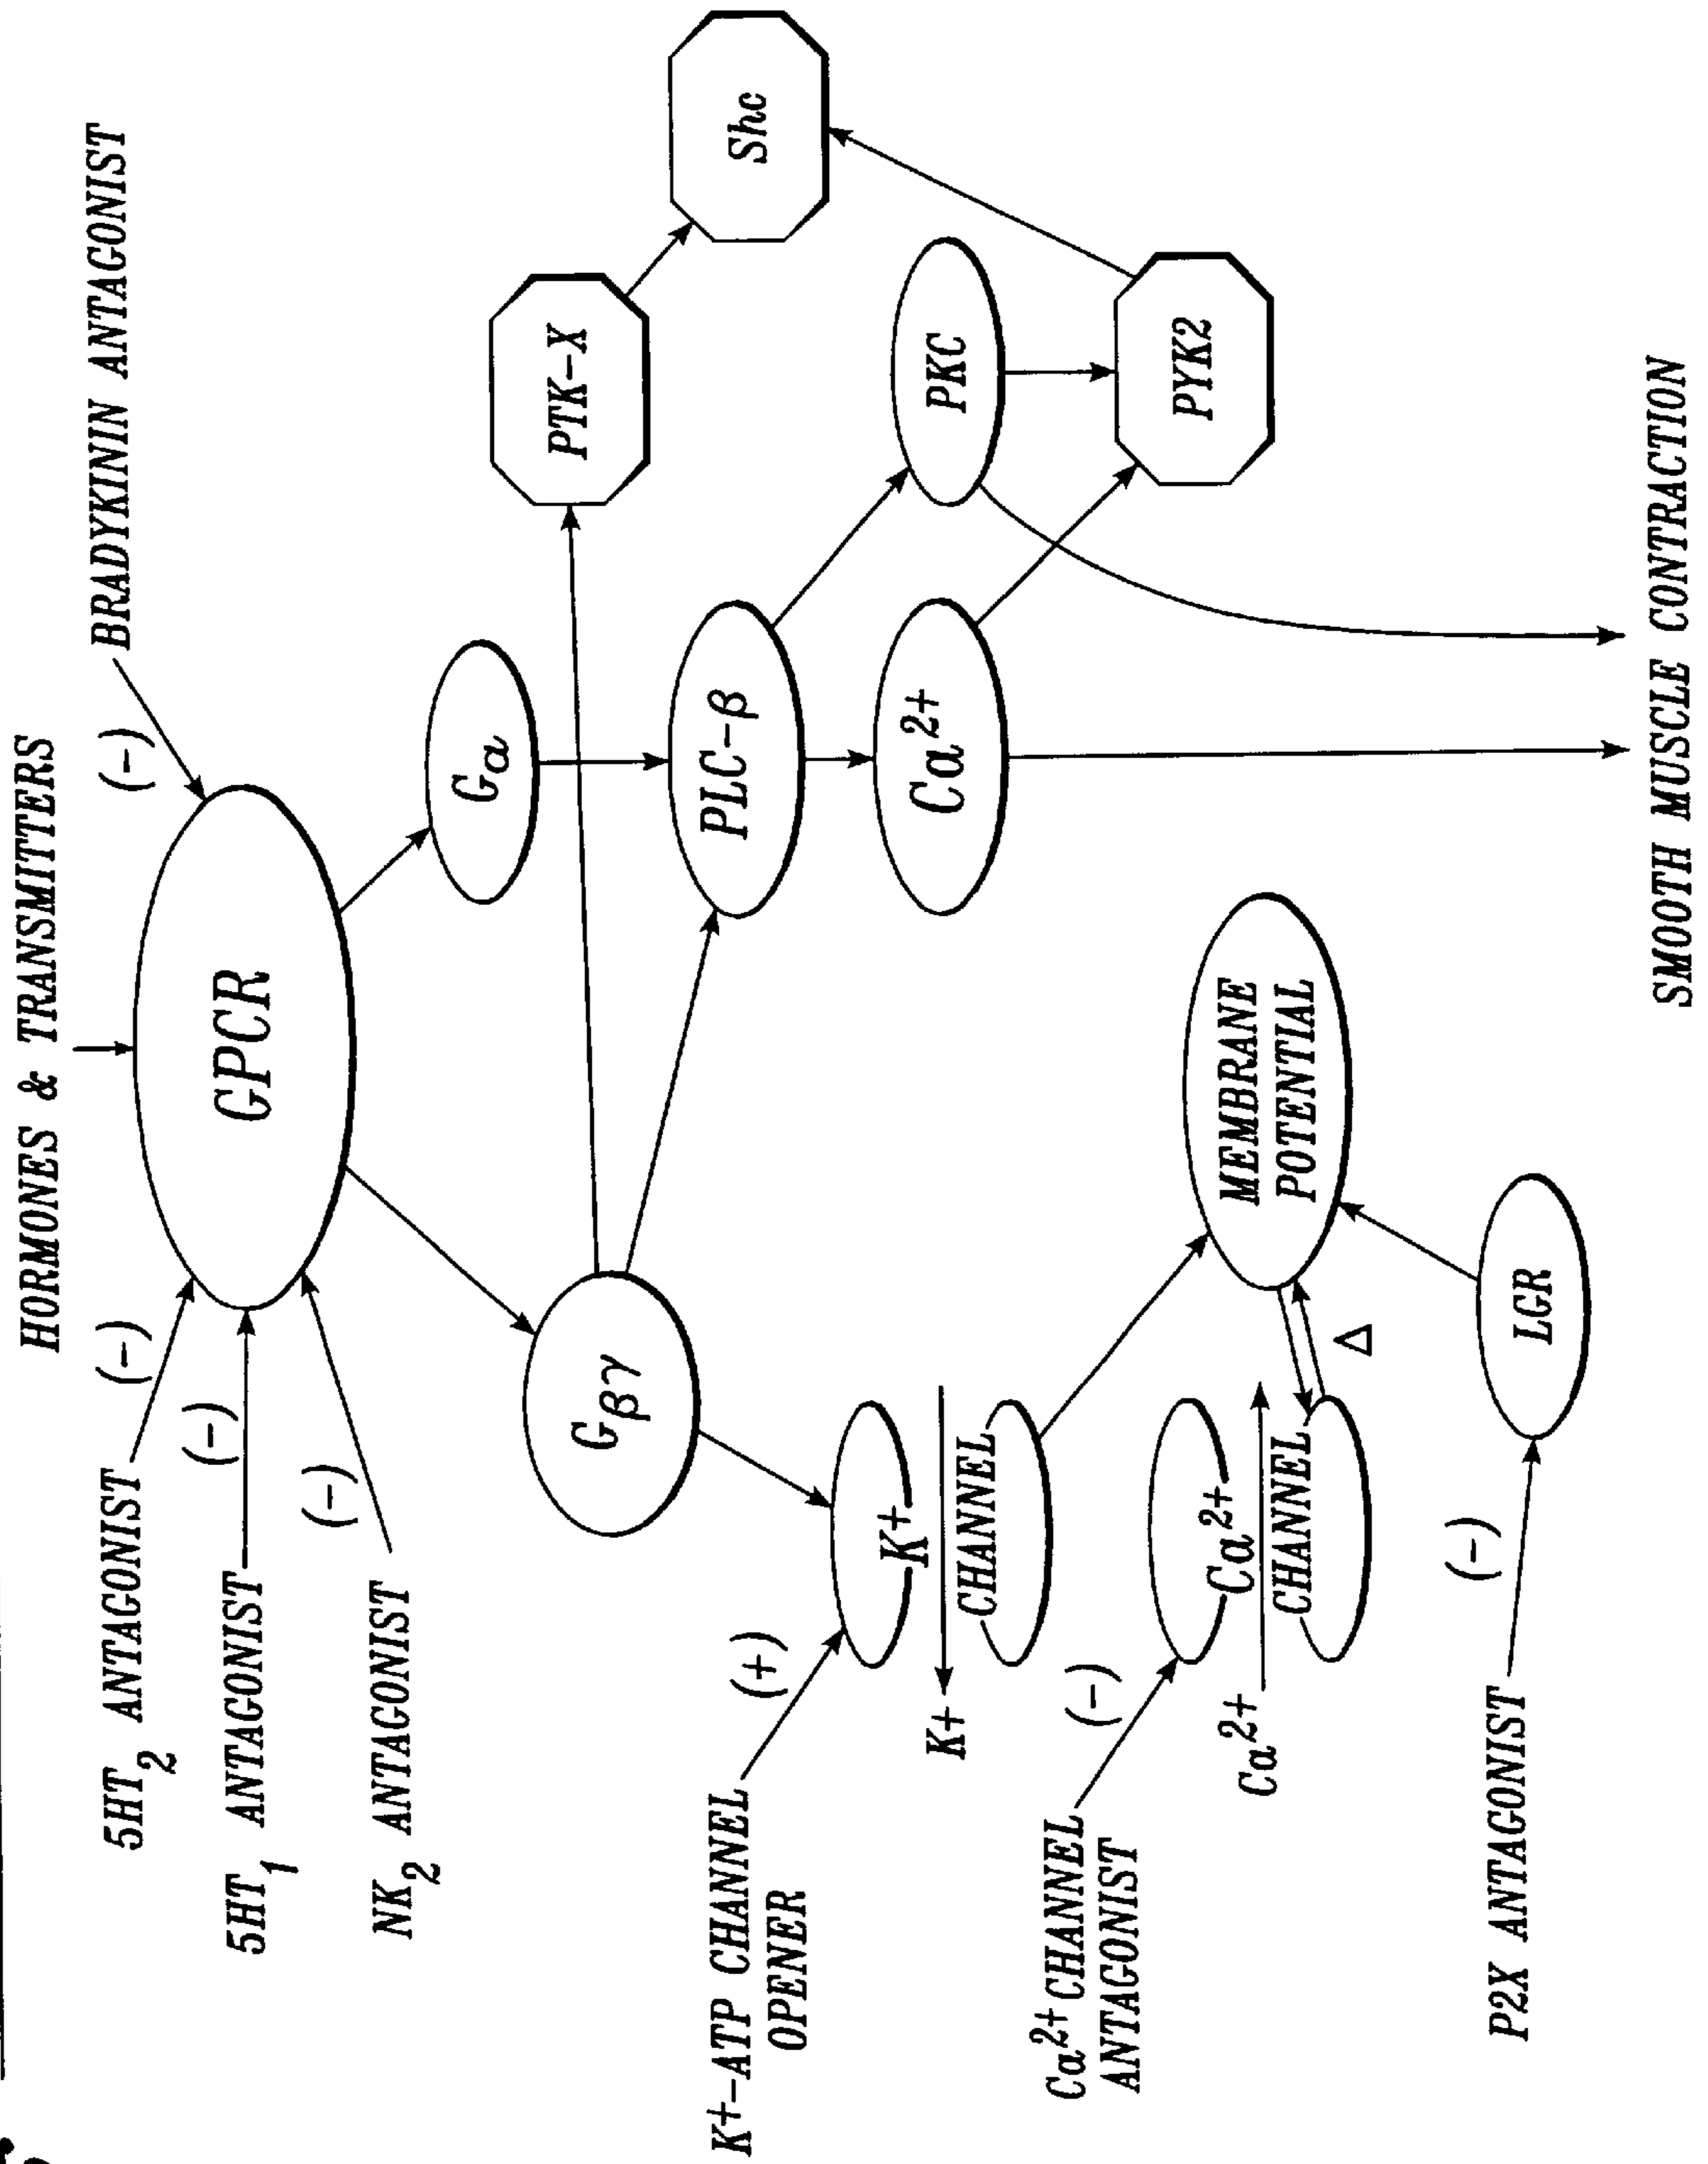 HORMONES & TRANSMITTERS
5HT2 ANTAGONIST
(-)
(-)
BRADYKININ ANTAGONIST
5HT1 ANTAGONIST
(-)
GPCR
NK2 ANTAGONIST
(-)
Gα
Gβγ
PTK-X
K+-ATP CHANNEL
OPENER
(+)
PLC-β
Shc
K+
K+
CHANNEL
Ca2+
PKC
Ca2+ CHANNEL
ANTAGONIST
(-)
Ca2+
Ca2+
CHANNEL
Δ
MEMBRANE
POTENTIAL
PYK2
P2X ANTAGONIST
(-)
LGR
SMOOTH MUSCLE CONTRACTION